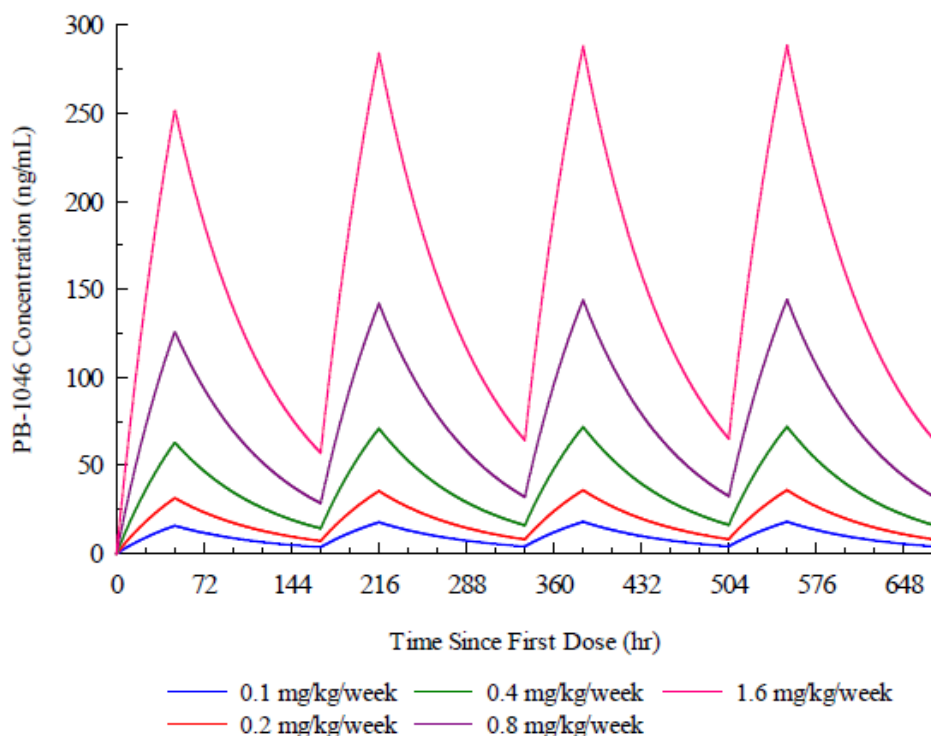 300
250
200
150
100
50
0
PB-1046 Concentration (ng/mL)
0 72 144 216 288 360 432 504 576 648
Time Since First Dose (hr)
0.1 mg/kg/week 0.4 mg/kg/week 1.6 mg/kg/week
0.2 mg/kg/week 0.8 mg/kg/week